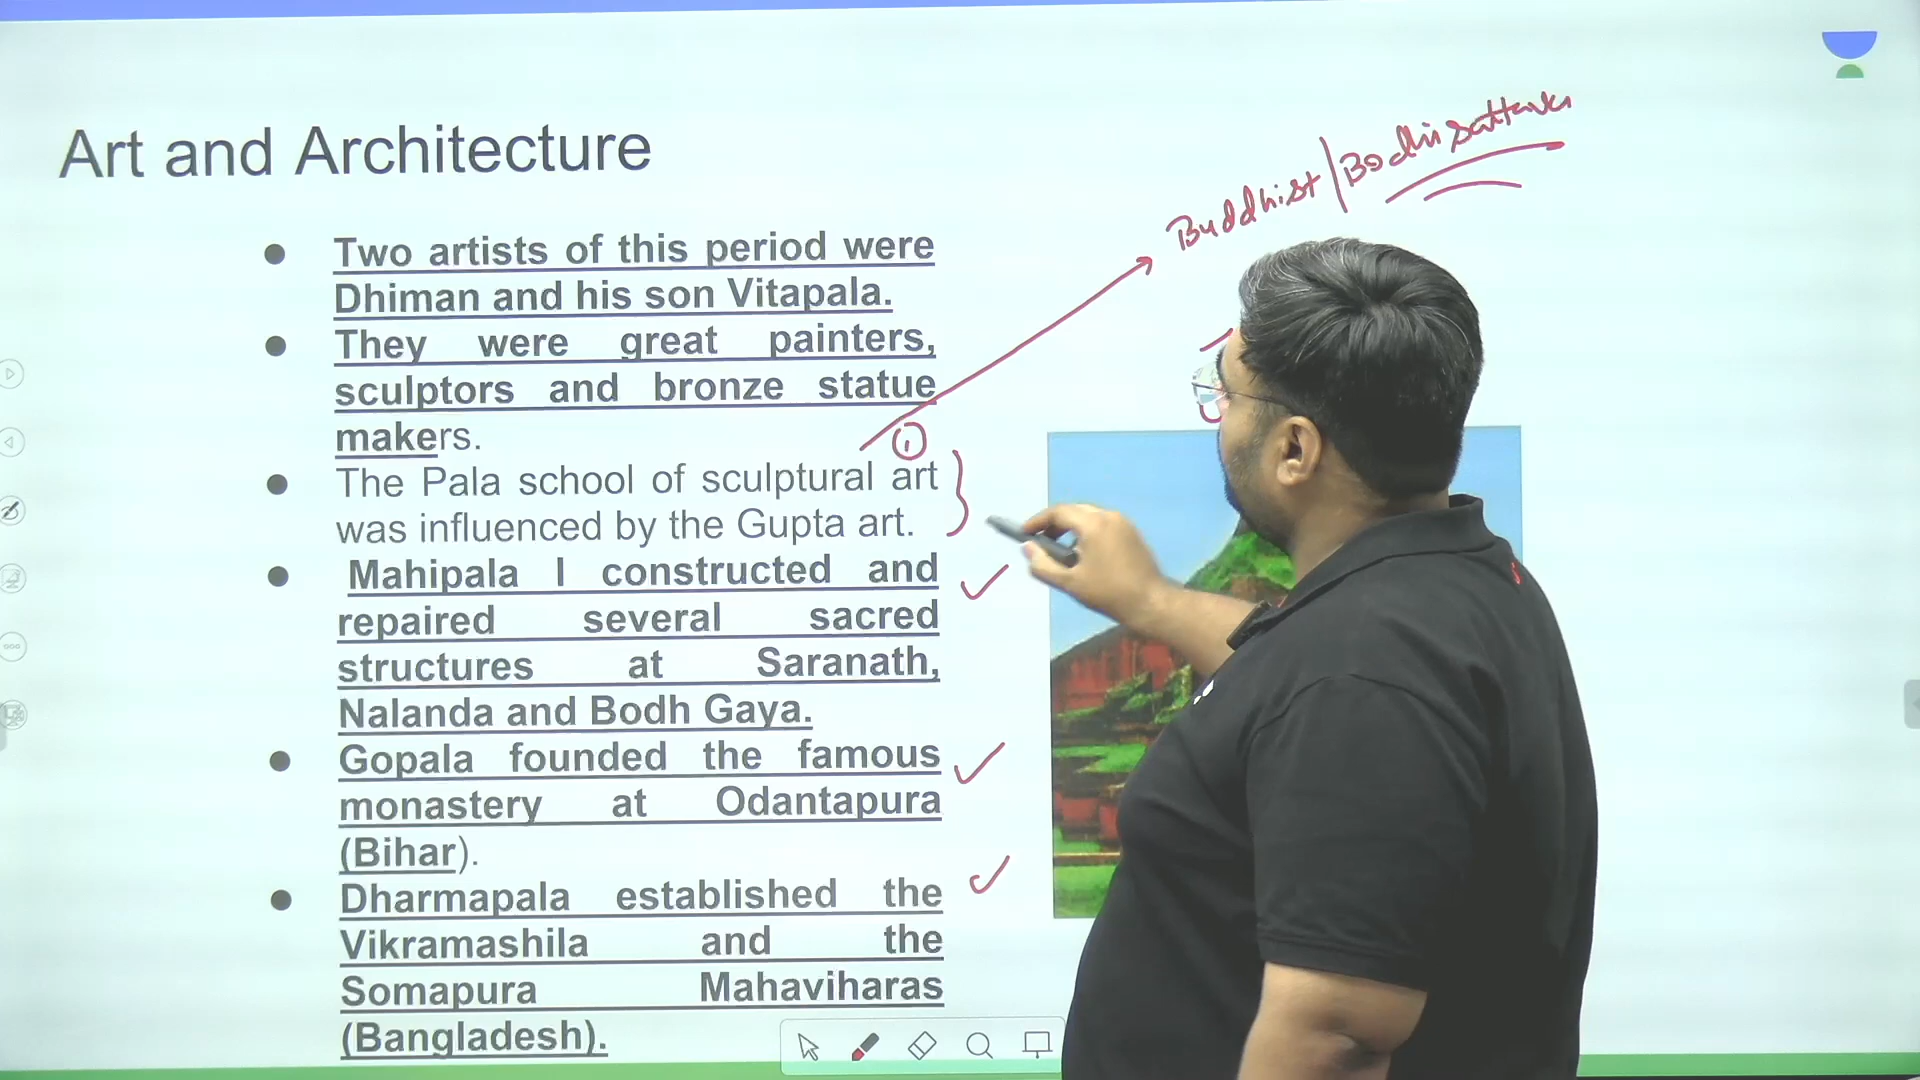 Art and Architecture
Buddhist/Bodhisattava
● Two artists of this period were
Dhiman and his son Vitapala.
● They were great painters,
sculptors and bronze statue
makers.
①
● The Pala school of sculptural art
was influenced by the Gupta art.
● Mahipala I constructed and
repaired several sacred
structures at Saranath,
Nalanda and Bodh Gaya.
● Gopala founded the famous
monastery at Odantapura
(Bihar).
● Dharmapala established the
Vikramashila and the
Somapura Mahaviharas
(Bangladesh).